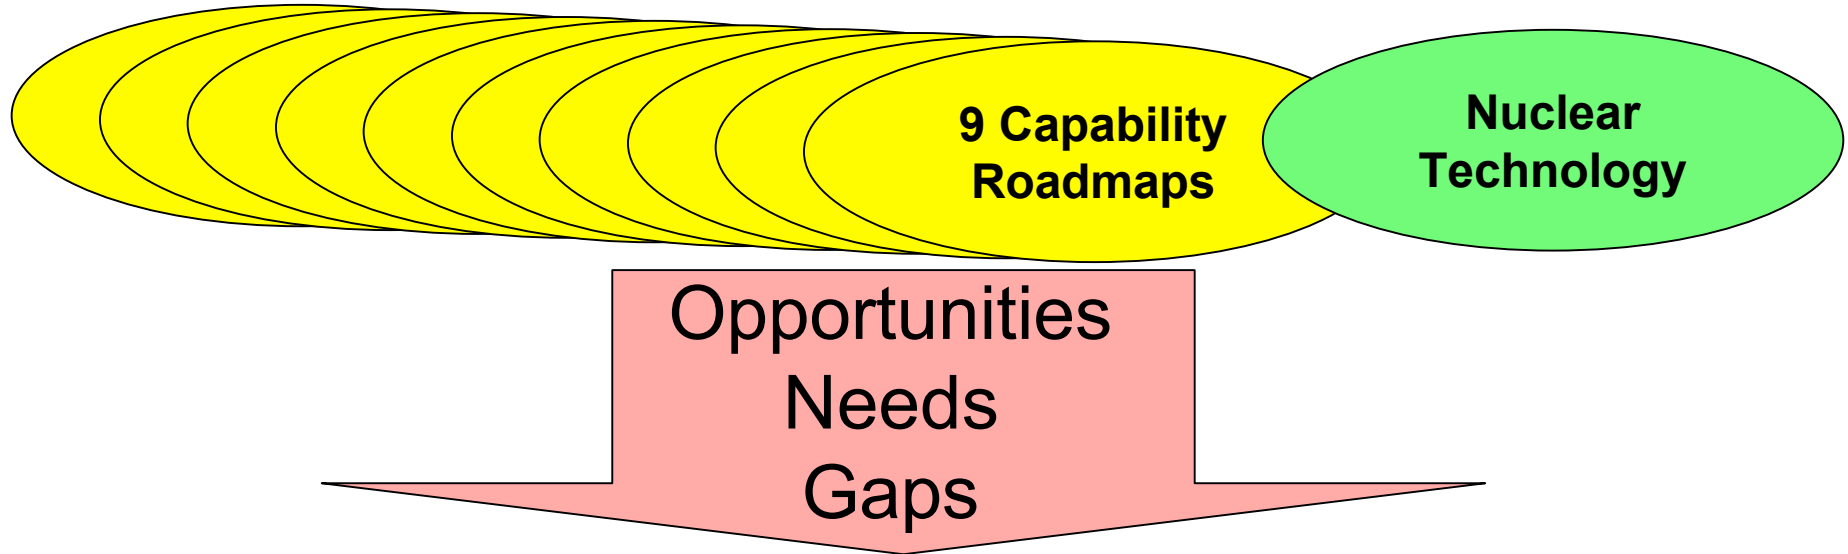 9 Capability
Roadmaps
Nuclear
Technology
Opportunities
Needs
Gaps